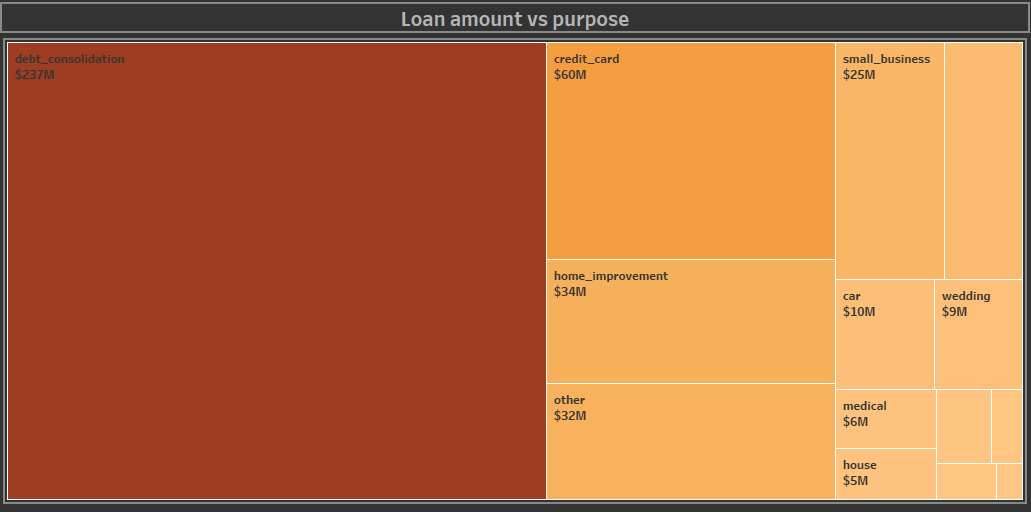 Loan amount vs purpose
debt_consolidation
$237M
credit_card
$60M
home_improvement
$34M
other
$32M
small_business
$25M
car
$10M
wedding
$9M
medical
$6M
house
$5M